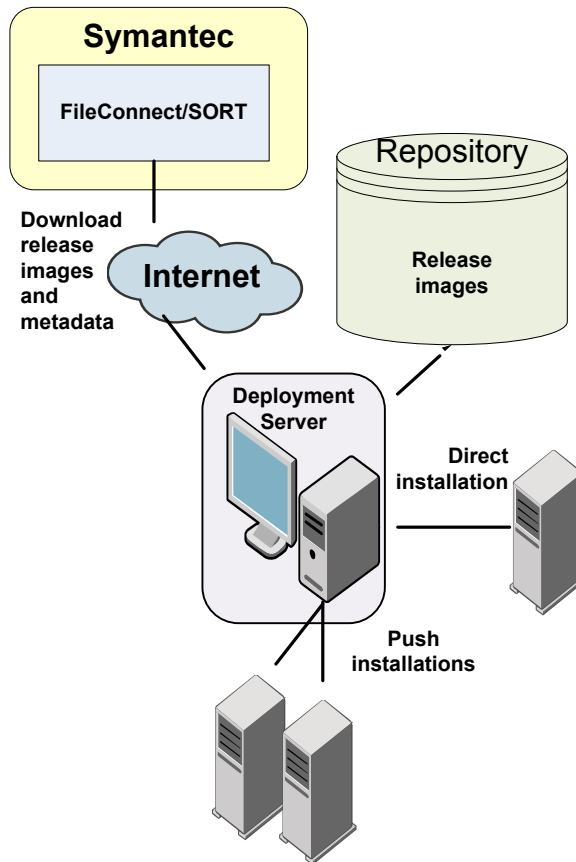 Symantec
FileConnect/SORT
Repository
Download
release
images
and
metadata
Internet
Release
images
Deployment
Server
Direct
installation
Push
installations